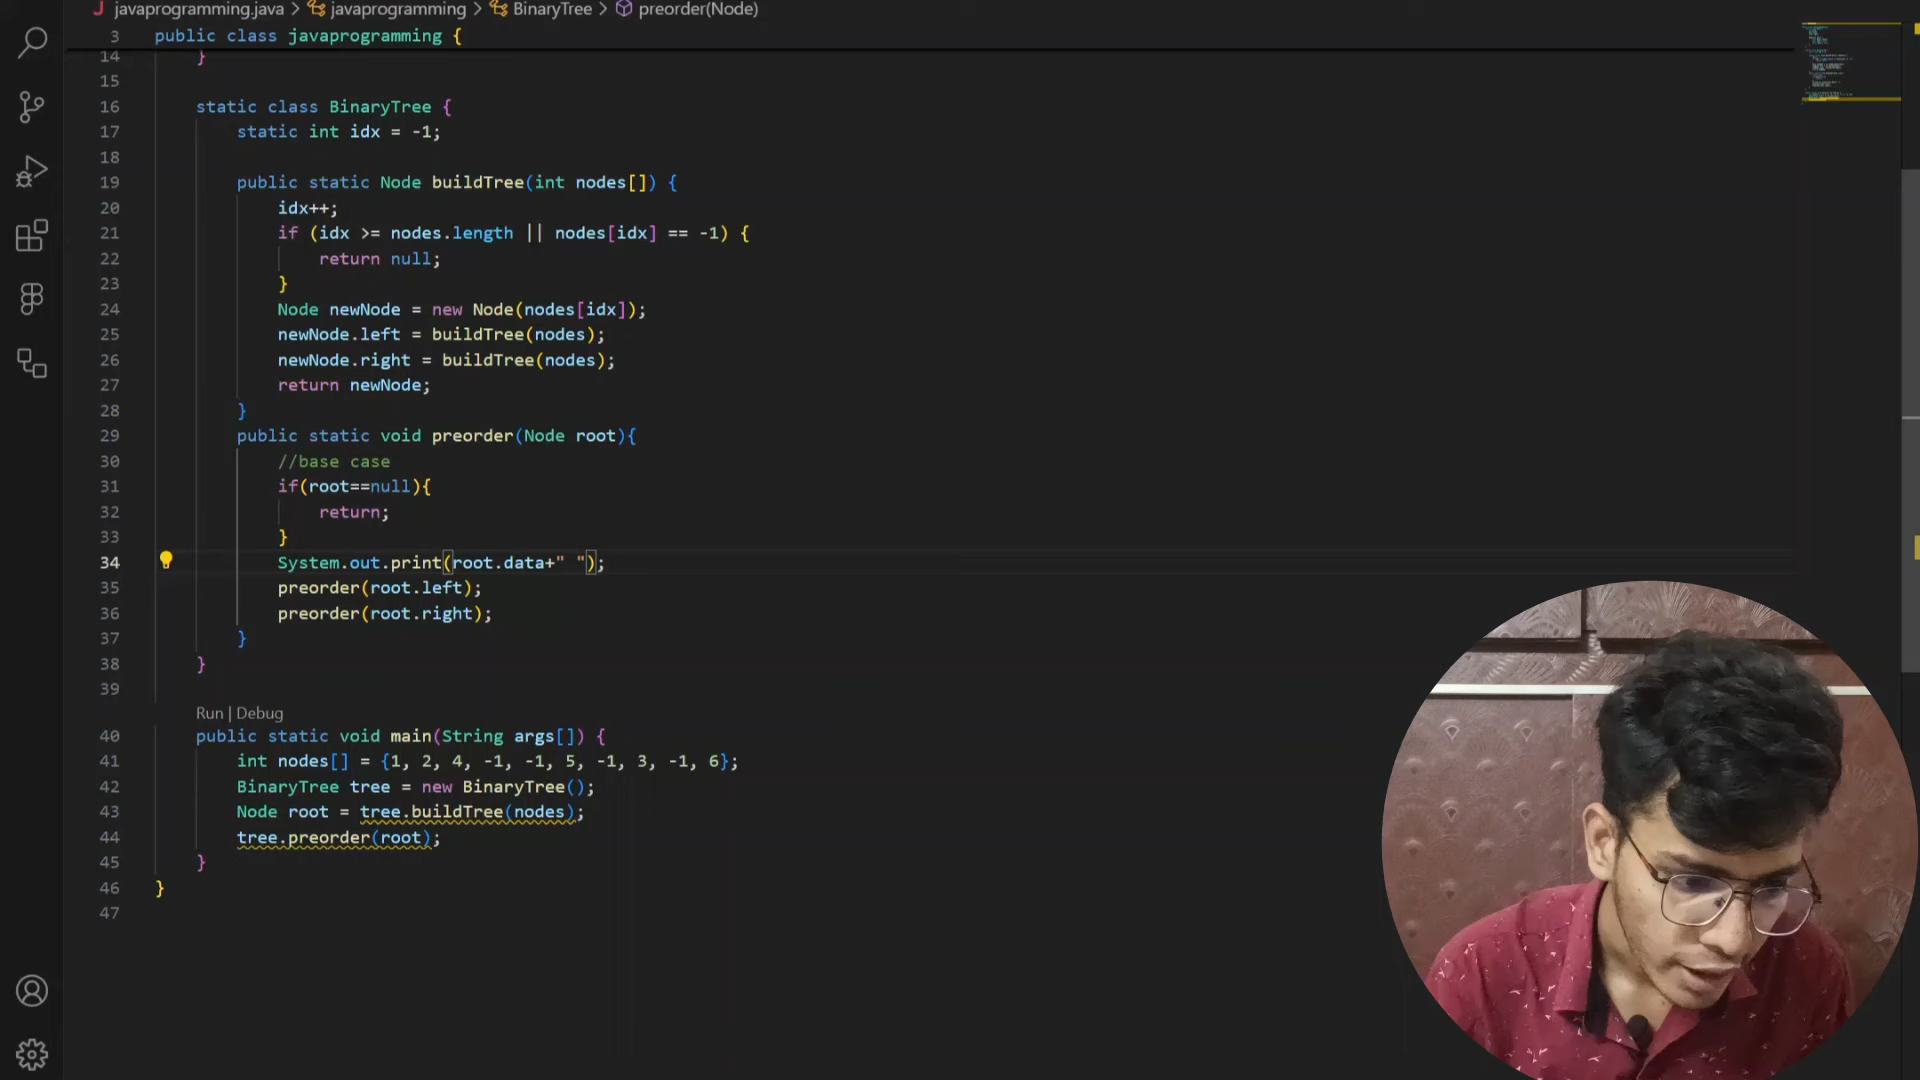 javaprogramming.java > javaprogramming > BinaryTree > preorder(Node)
3 public class javaprogramming {
14 }
15
16 static class BinaryTree {
17 static int idx = -1;
18
19 public static Node buildTree(int nodes[]) {
20 idx++;
21 if (idx >= nodes.length || nodes[idx] == -1) {
22 return null;
23 }
24 Node newNode = new Node(nodes[idx]);
25 newNode.left = buildTree(nodes);
26 newNode.right = buildTree(nodes);
27 return newNode;
28 }
29 public static void preorder(Node root){
30 //base case
31 if(root==null){
32 return;
33 }
34 System.out.print(root.data+" ");
35 preorder(root.left);
36 preorder(root.right);
37 }
38 }
39
Run | Debug
40 public static void main(String args[]) {
41 int nodes[] = {1, 2, 4, -1, -1, 5, -1, 3, -1, 6};
42 BinaryTree tree = new BinaryTree();
43 Node root = tree.buildTree(nodes);
44 tree.preorder(root);
45 }
46 }
47